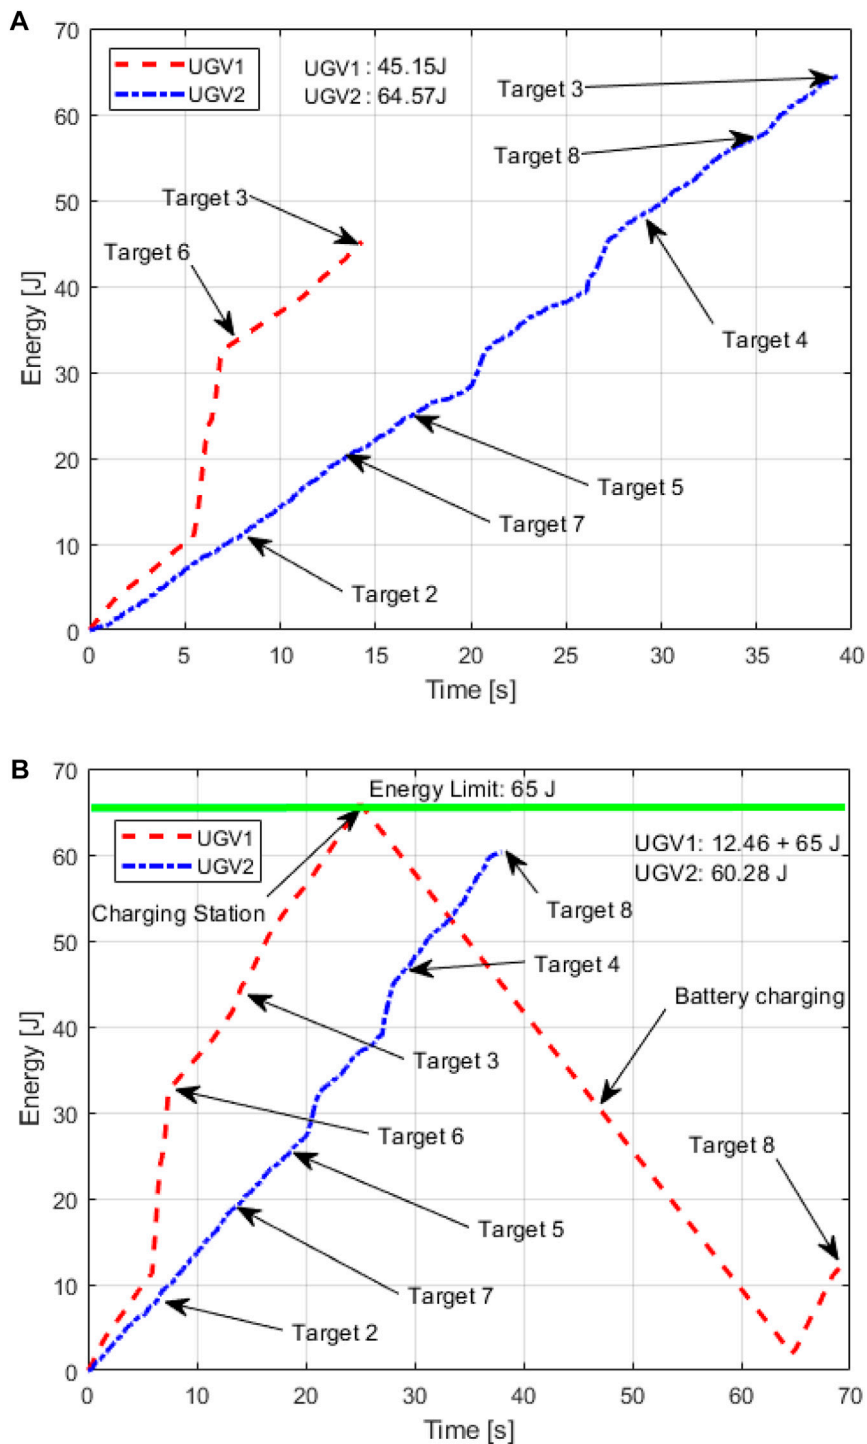 A
70
60
50
40
30
20
10
0
Energy [J]
UGV1
UGV2
UGV1 : 45.15J
UGV2 : 64.57J
Target 3
Target 8
Target 3
Target 6
Target 4
Target 5
Target 7
Target 2
0 5 10 15 20 25 30 35 40
Time [s]
B
70
60
50
40
30
20
10
0
Energy [J]
Energy Limit: 65 J
UGV1
UGV2
UGV1: 12.46 + 65 J
UGV2: 60.28 J
Charging Station
Target 8
Target 4
Battery charging
Target 3
Target 6
Target 8
Target 5
Target 7
Target 2
0 10 20 30 40 50 60 70
Time [s]